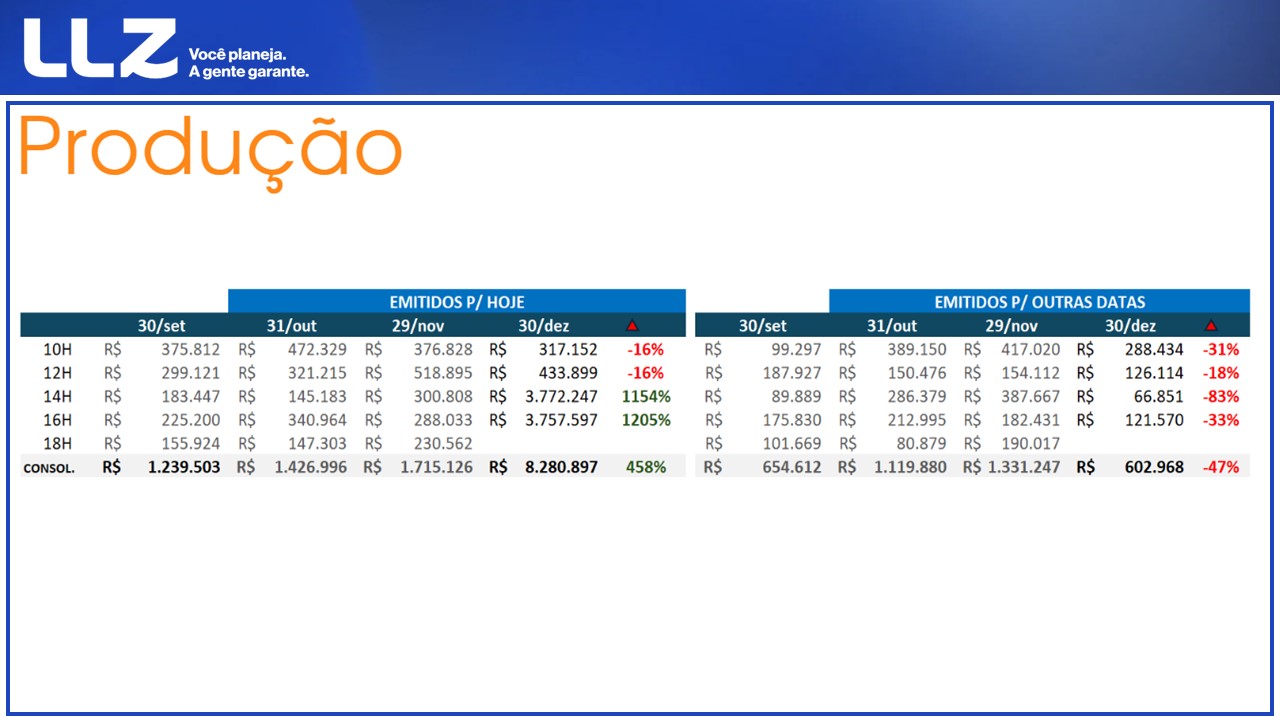 LLZ
Você planeja.
A gente garante.
Produção
EMITIDOS P/ HOJE EMITIDOS P/ OUTRAS DATAS
30/set 31/out 29/nov 30/dez 30/set 31/out 29/nov 30/dez
10H R$ 375.812 R$ 472.329 R$ 376.828 R$ 317.152 -16% R$ 99.297 R$ 389.150 R$ 417.020 R$ 288.434 -31%
12H R$ 299.121 R$ 321.215 R$ 518.895 R$ 433.899 -16% R$ 187.927 R$ 150.476 R$ 154.112 R$ 126.114 -18%
14H R$ 183.447 R$ 145.183 R$ 300.808 R$ 3.772.247 1154% R$ 89.889 R$ 286.379 R$ 387.667 R$ 66.851 -83%
16H R$ 225.200 R$ 340.964 R$ 288.033 R$ 3.757.597 1205% R$ 175.830 R$ 212.995 R$ 182.431 R$ 121.570 -33%
18H R$ 155.924 R$ 147.303 R$ 230.562 R$ 101.669 R$ 80.879 R$ 190.017
CONSOL. R$ 1.239.503 R$ 1.426.996 R$ 1.715.126 R$ 8.280.897 458% R$ 654.612 R$ 1.119.880 R$ 1.331.247 R$ 602.968 -47%